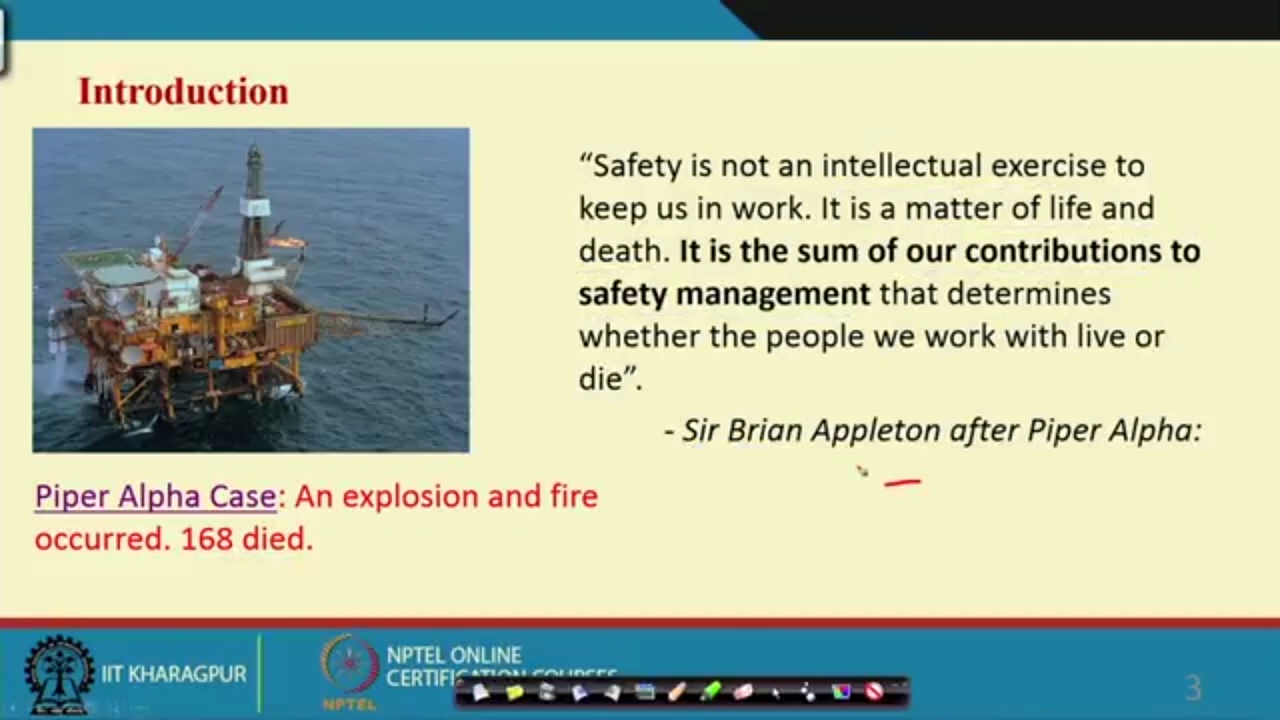 Introduction
“Safety is not an intellectual exercise to
keep us in work. It is a matter of life and
death. It is the sum of our contributions to
safety management that determines
whether the people we work with live or
die”.
- Sir Brian Appleton after Piper Alpha:
Piper Alpha Case: An explosion and fire
occurred. 168 died.
IIT KHARAGPUR
NPTEL
NPTEL ONLINE
CERTIFICATION COURSES
3